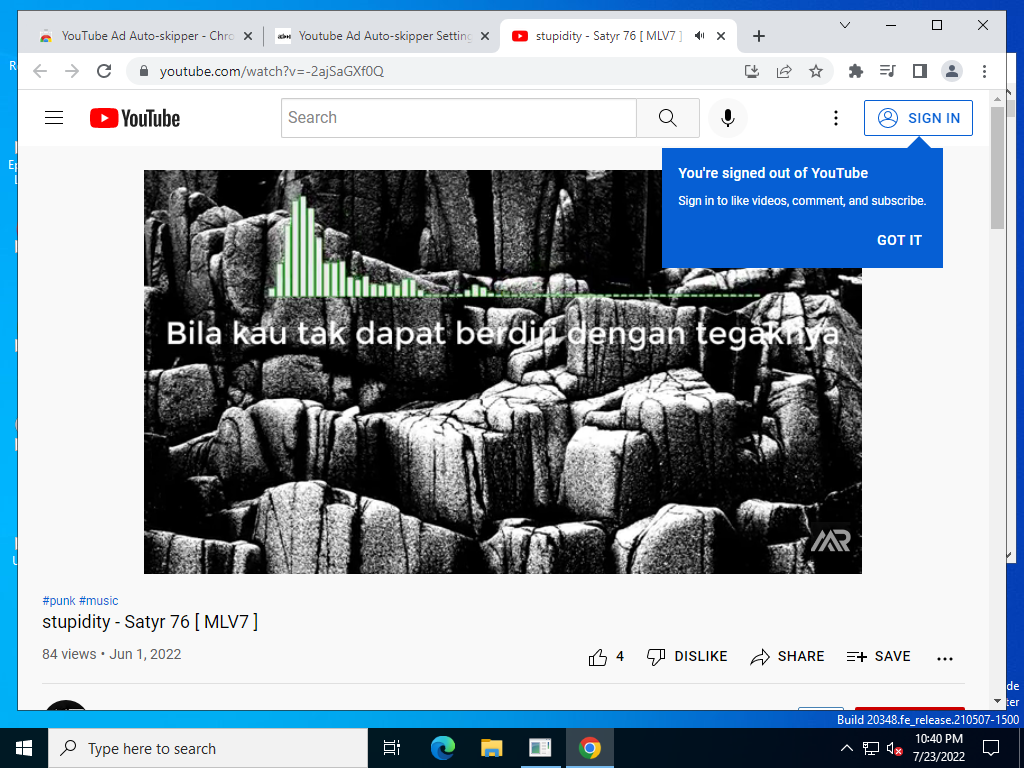 YouTube Ad Auto-skipper - Chro
Youtube Ad Auto-skipper Setting
stupidity - Satyr 76 [ MLV7 ]
youtube.com/watch?v=-2ajSaGXf0Q
YouTube
Search
SIGN IN
You're signed out of YouTube
Sign in to like videos, comment, and subscribe.
GOT IT
Bila kau tak dapat berdiri dengan tegaknya
MR
#punk #music
stupidity - Satyr 76 [ MLV7 ]
84 views • Jun 1, 2022
4
DISLIKE
SHARE
SAVE
Build 20348.fe_release.210507-1500
Type here to search
10:40 PM
7/23/2022